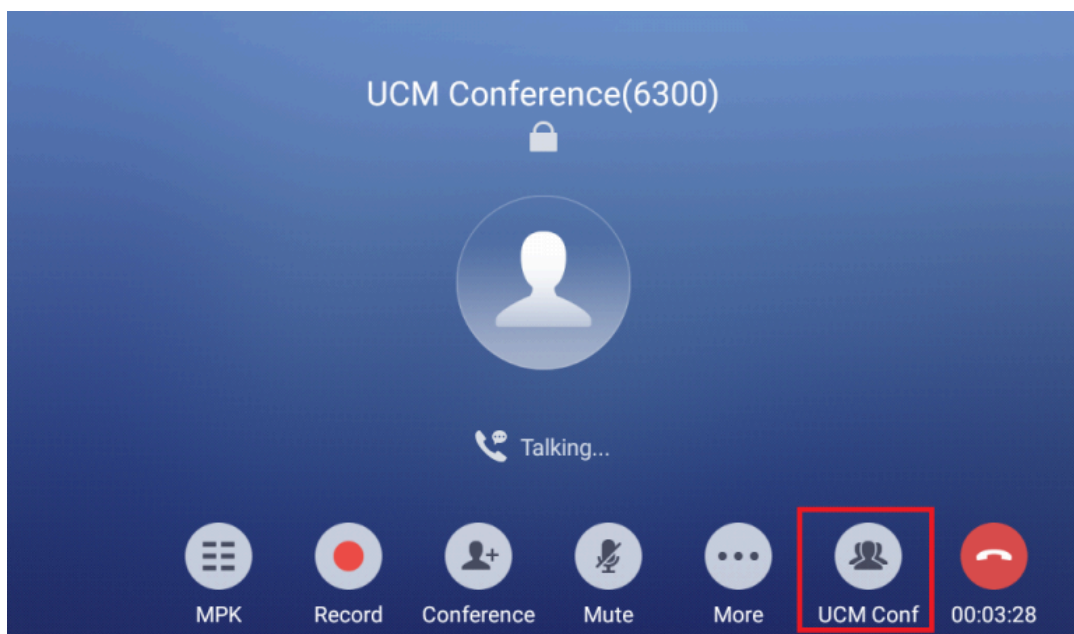 UCM Conference(6300)
Talking...
MPK Record Conference Mute More UCM Conf 00:03:28